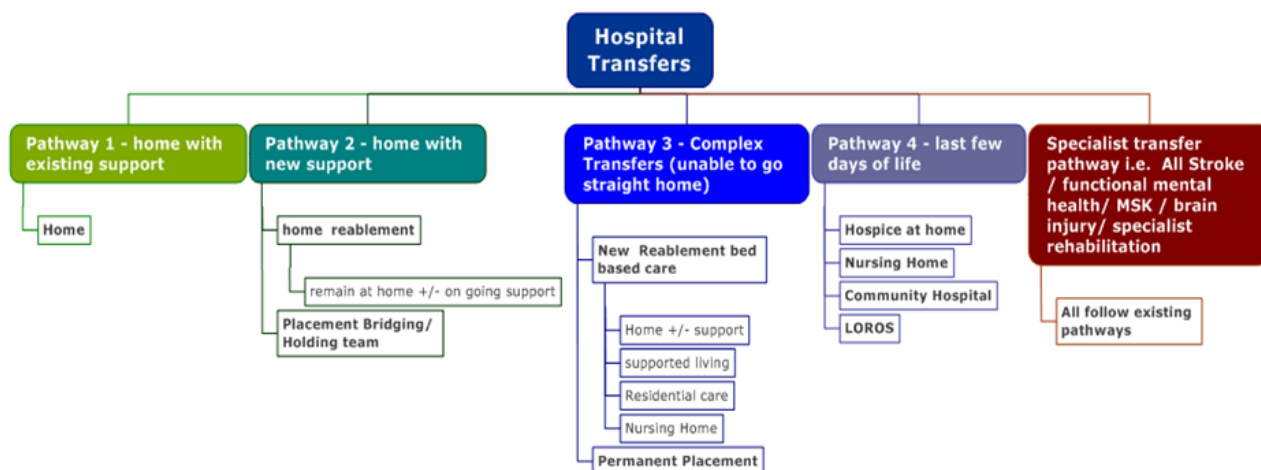 Hospital
Transfers
Pathway 1 - home with
existing support
Home
Pathway 2 - home with
new support
home reablement
remain at home +/- on going support
Placement Bridging/
Holding team
Pathway 3 - Complex
Transfers (unable to go
straight home)
New Reablement bed
based care
Home +/- support
supported living
Residential care
Nursing Home
Permanent Placement
Pathway 4 - last few
days of life
Hospice at home
Nursing Home
Community Hospital
LOROS
Specialist transfer
pathway i.e. All Stroke
/ functional mental
health/ MSK / brain
injury/ specialist
rehabilitation
All follow existing
pathways